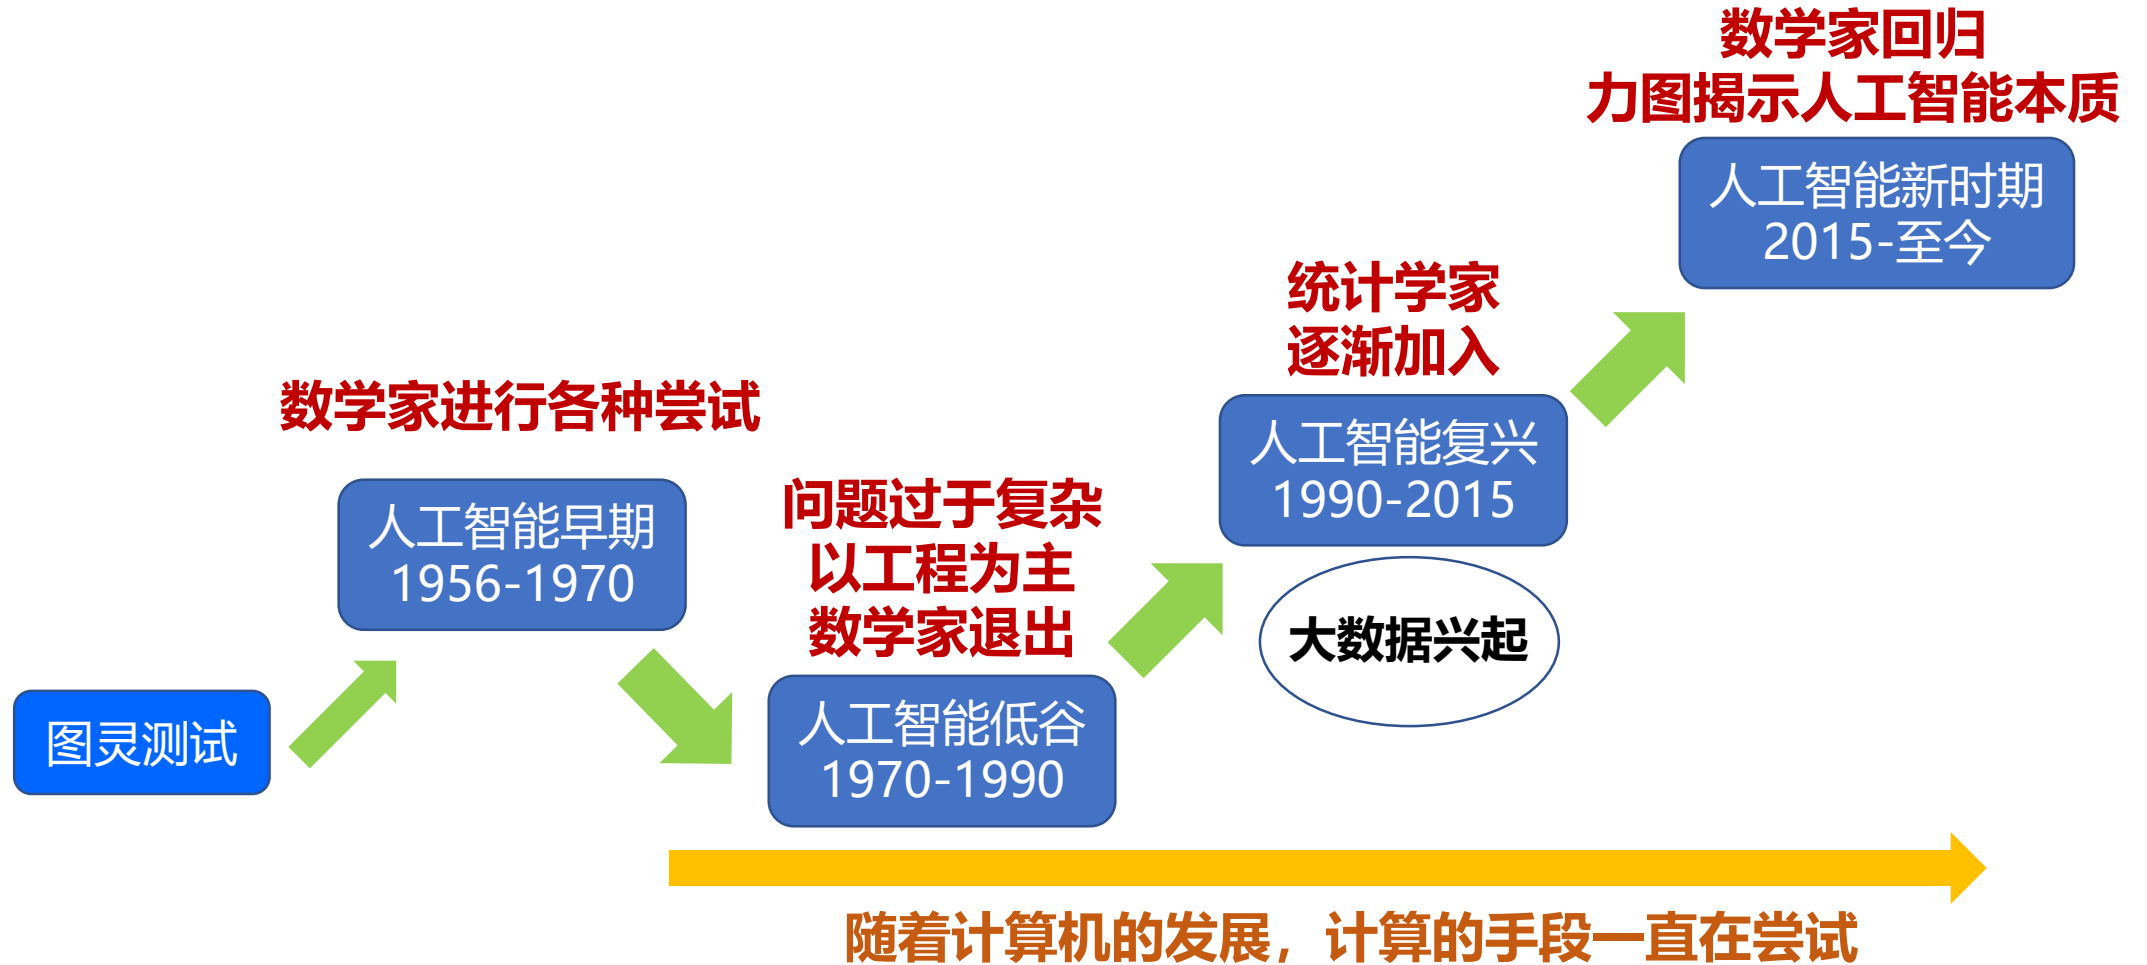 数学家回归
力图揭示人工智能本质
人工智能新时期
2015-至今
统计学家
逐渐加入
人工智能复兴
1990-2015
大数据兴起
数学家进行各种尝试
人工智能早期
1956-1970
问题过于复杂
以工程为主
数学家退出
人工智能低谷
1970-1990
图灵测试
随着计算机的发展，计算的手段一直在尝试